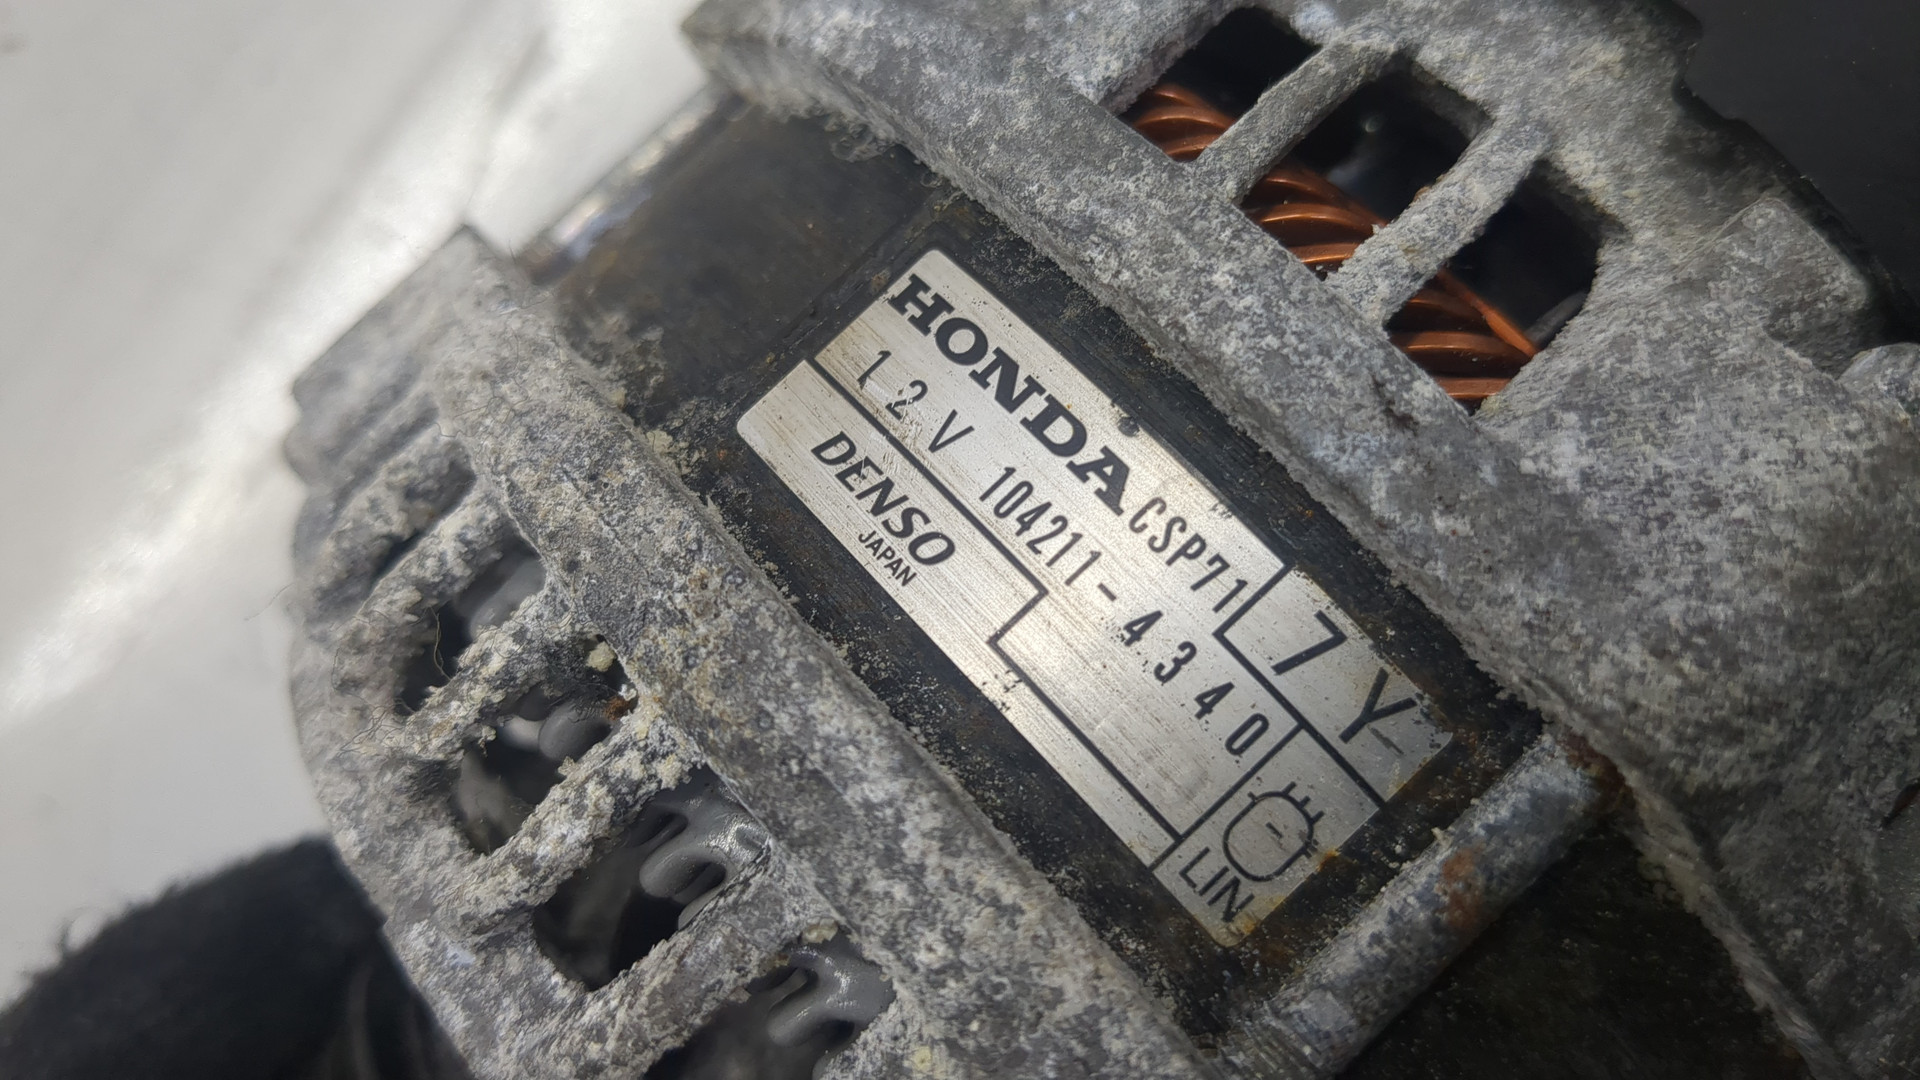 HONDA CSP71
7Y
12V 104211-4340
DENSO
JAPAN
LIN